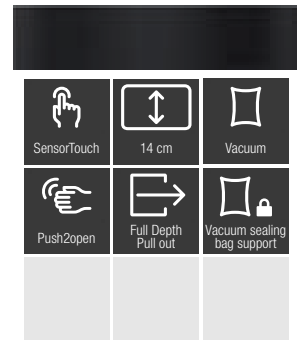 SensorTouch
14 cm
Vacuum
Push2open
Full Depth
Pull out
Vacuum sealing
bag support